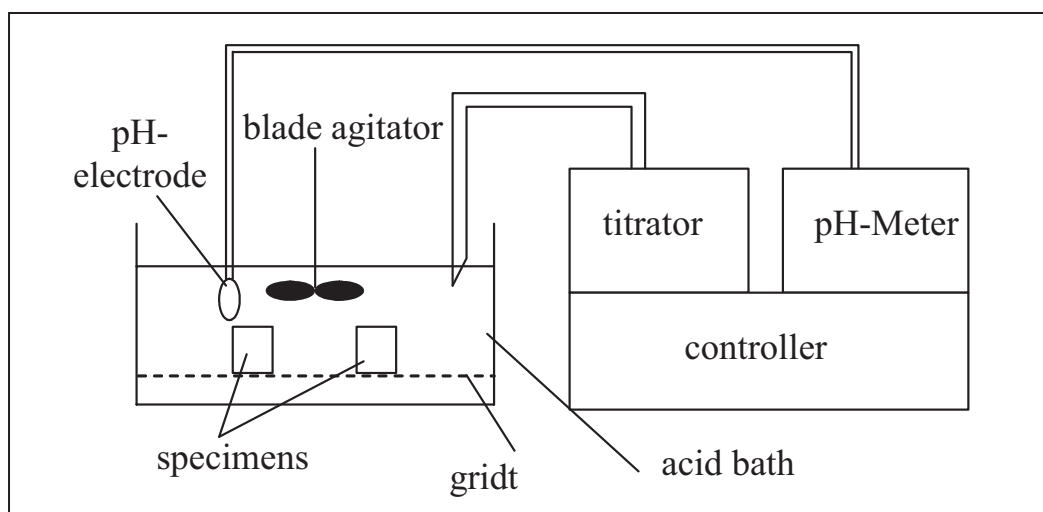 pH-
electrode
blade agitator
titrator
pH-Meter
controller
specimens
gridt
acid bath